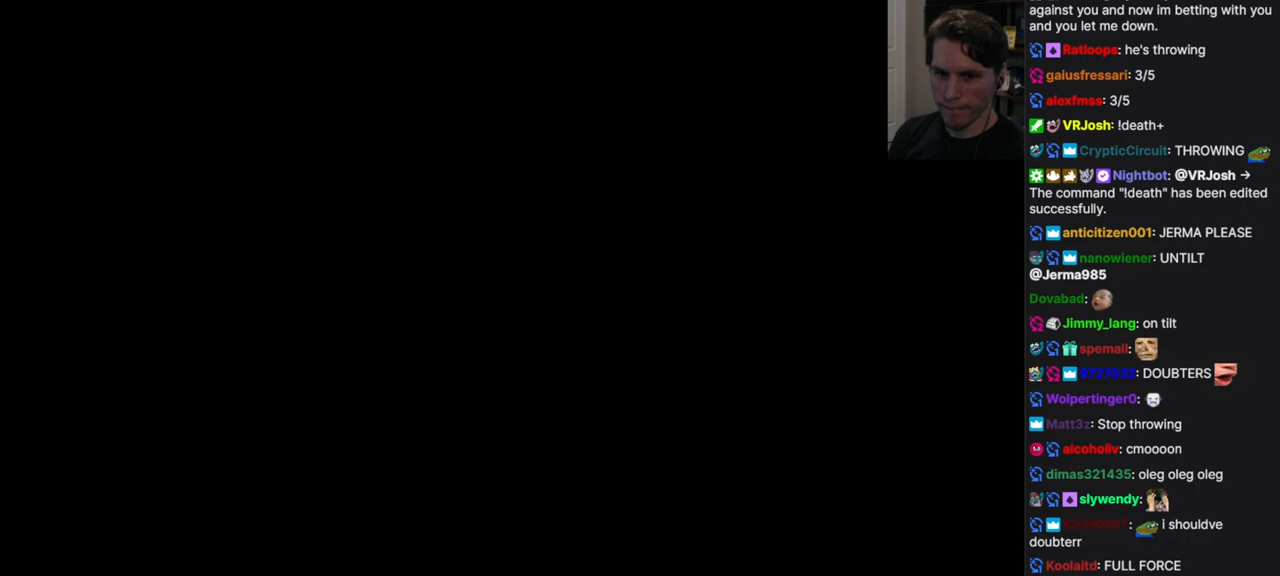 against you and now im betting with you
and you let me down.
Ratloops: he's throwing
gaiusfressari: 3/5
alexfmss: 3/5
VRJosh: !death+
CrypticCircuit: THROWING
Nightbot: @VRJosh →
The command "!death" has been edited
successfully.
anticitizen001: JERMA PLEASE
nanowiener: UNTILT
@Jerma985
Dovabad:
Jimmy_lang: on tilt
spemail:
9727032: DOUBTERS
Wolpertinger0:
Matt3z: Stop throwing
alcoholiv: cmoooon
dimas321435: oleg oleg oleg
slywendy:
: i shouldve
doubterr
Koolaitd: FULL FORCE